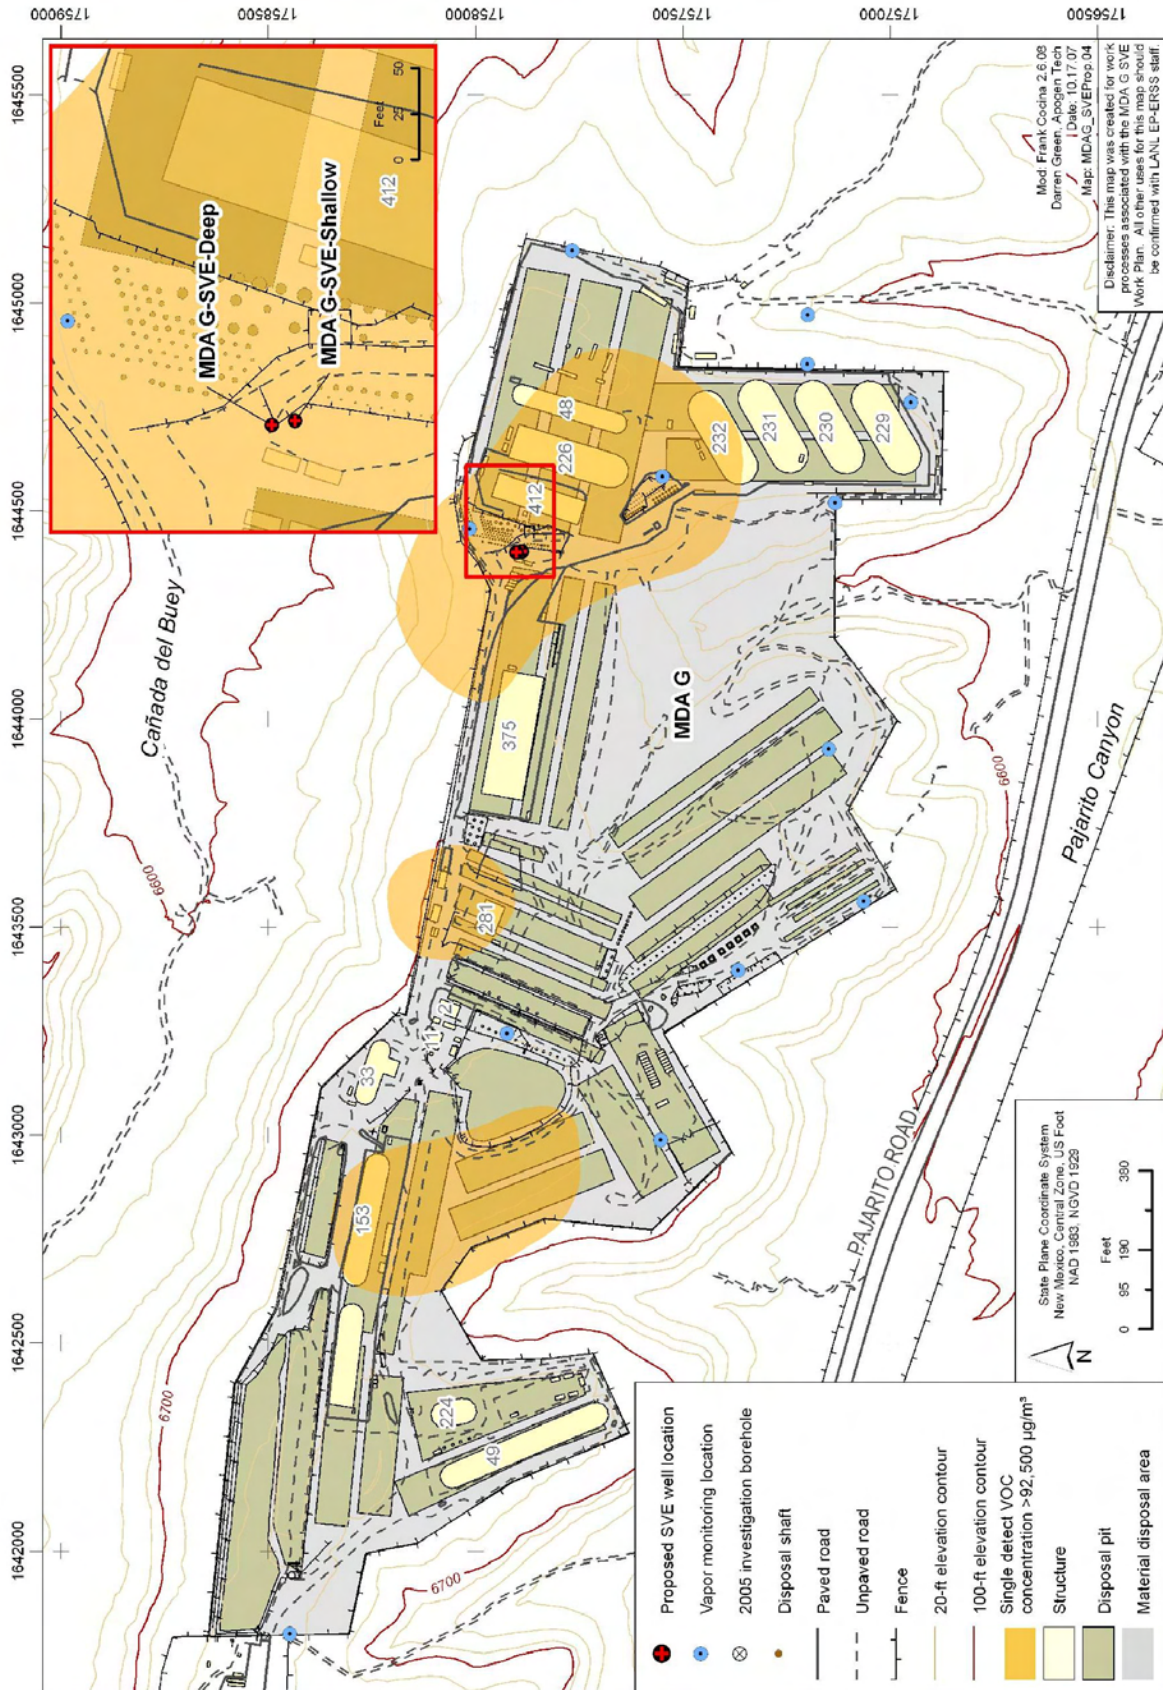 1642000 1642500 1643000 1643500 1644000 1644500 1645000 1645500
1759000
1758500
1758000
1757500
1757000
1756500
MDA G-SVE-Deep
MDA G-SVE-Shallow
412
Feet
0 25 50
Cañada del Buey
6600
6700
6700
33
11
153
281
375
412
226
48
224
49
232
231
230
229
MDA G
6600
PAJARITO ROAD
Pajarito Canyon
Proposed SVE well location
Vapor monitoring location
2005 investigation borehole
Disposal shaft
Paved road
Unpaved road
Fence
20-ft elevation contour
100-ft elevation contour
Single detect VOC
concentration >92,500 µg/m³
Structure
Disposal pit
Material disposal area
N
State Plane Coordinate System
New Mexico, Central Zone, US Foot
NAD 1983, NGVD 1929
Feet
0 95 190 380
Mod: Frank Cocina 2.6.08
Darren Green, Apogen Tech
Date: 10.17.07
Map: MDAG_SVEProp.04
Disclaimer: This map was created for work
processes associated with the MDA G SVE
Work Plan. All other uses for this map should
be confirmed with LANL EP-ERSS staff.